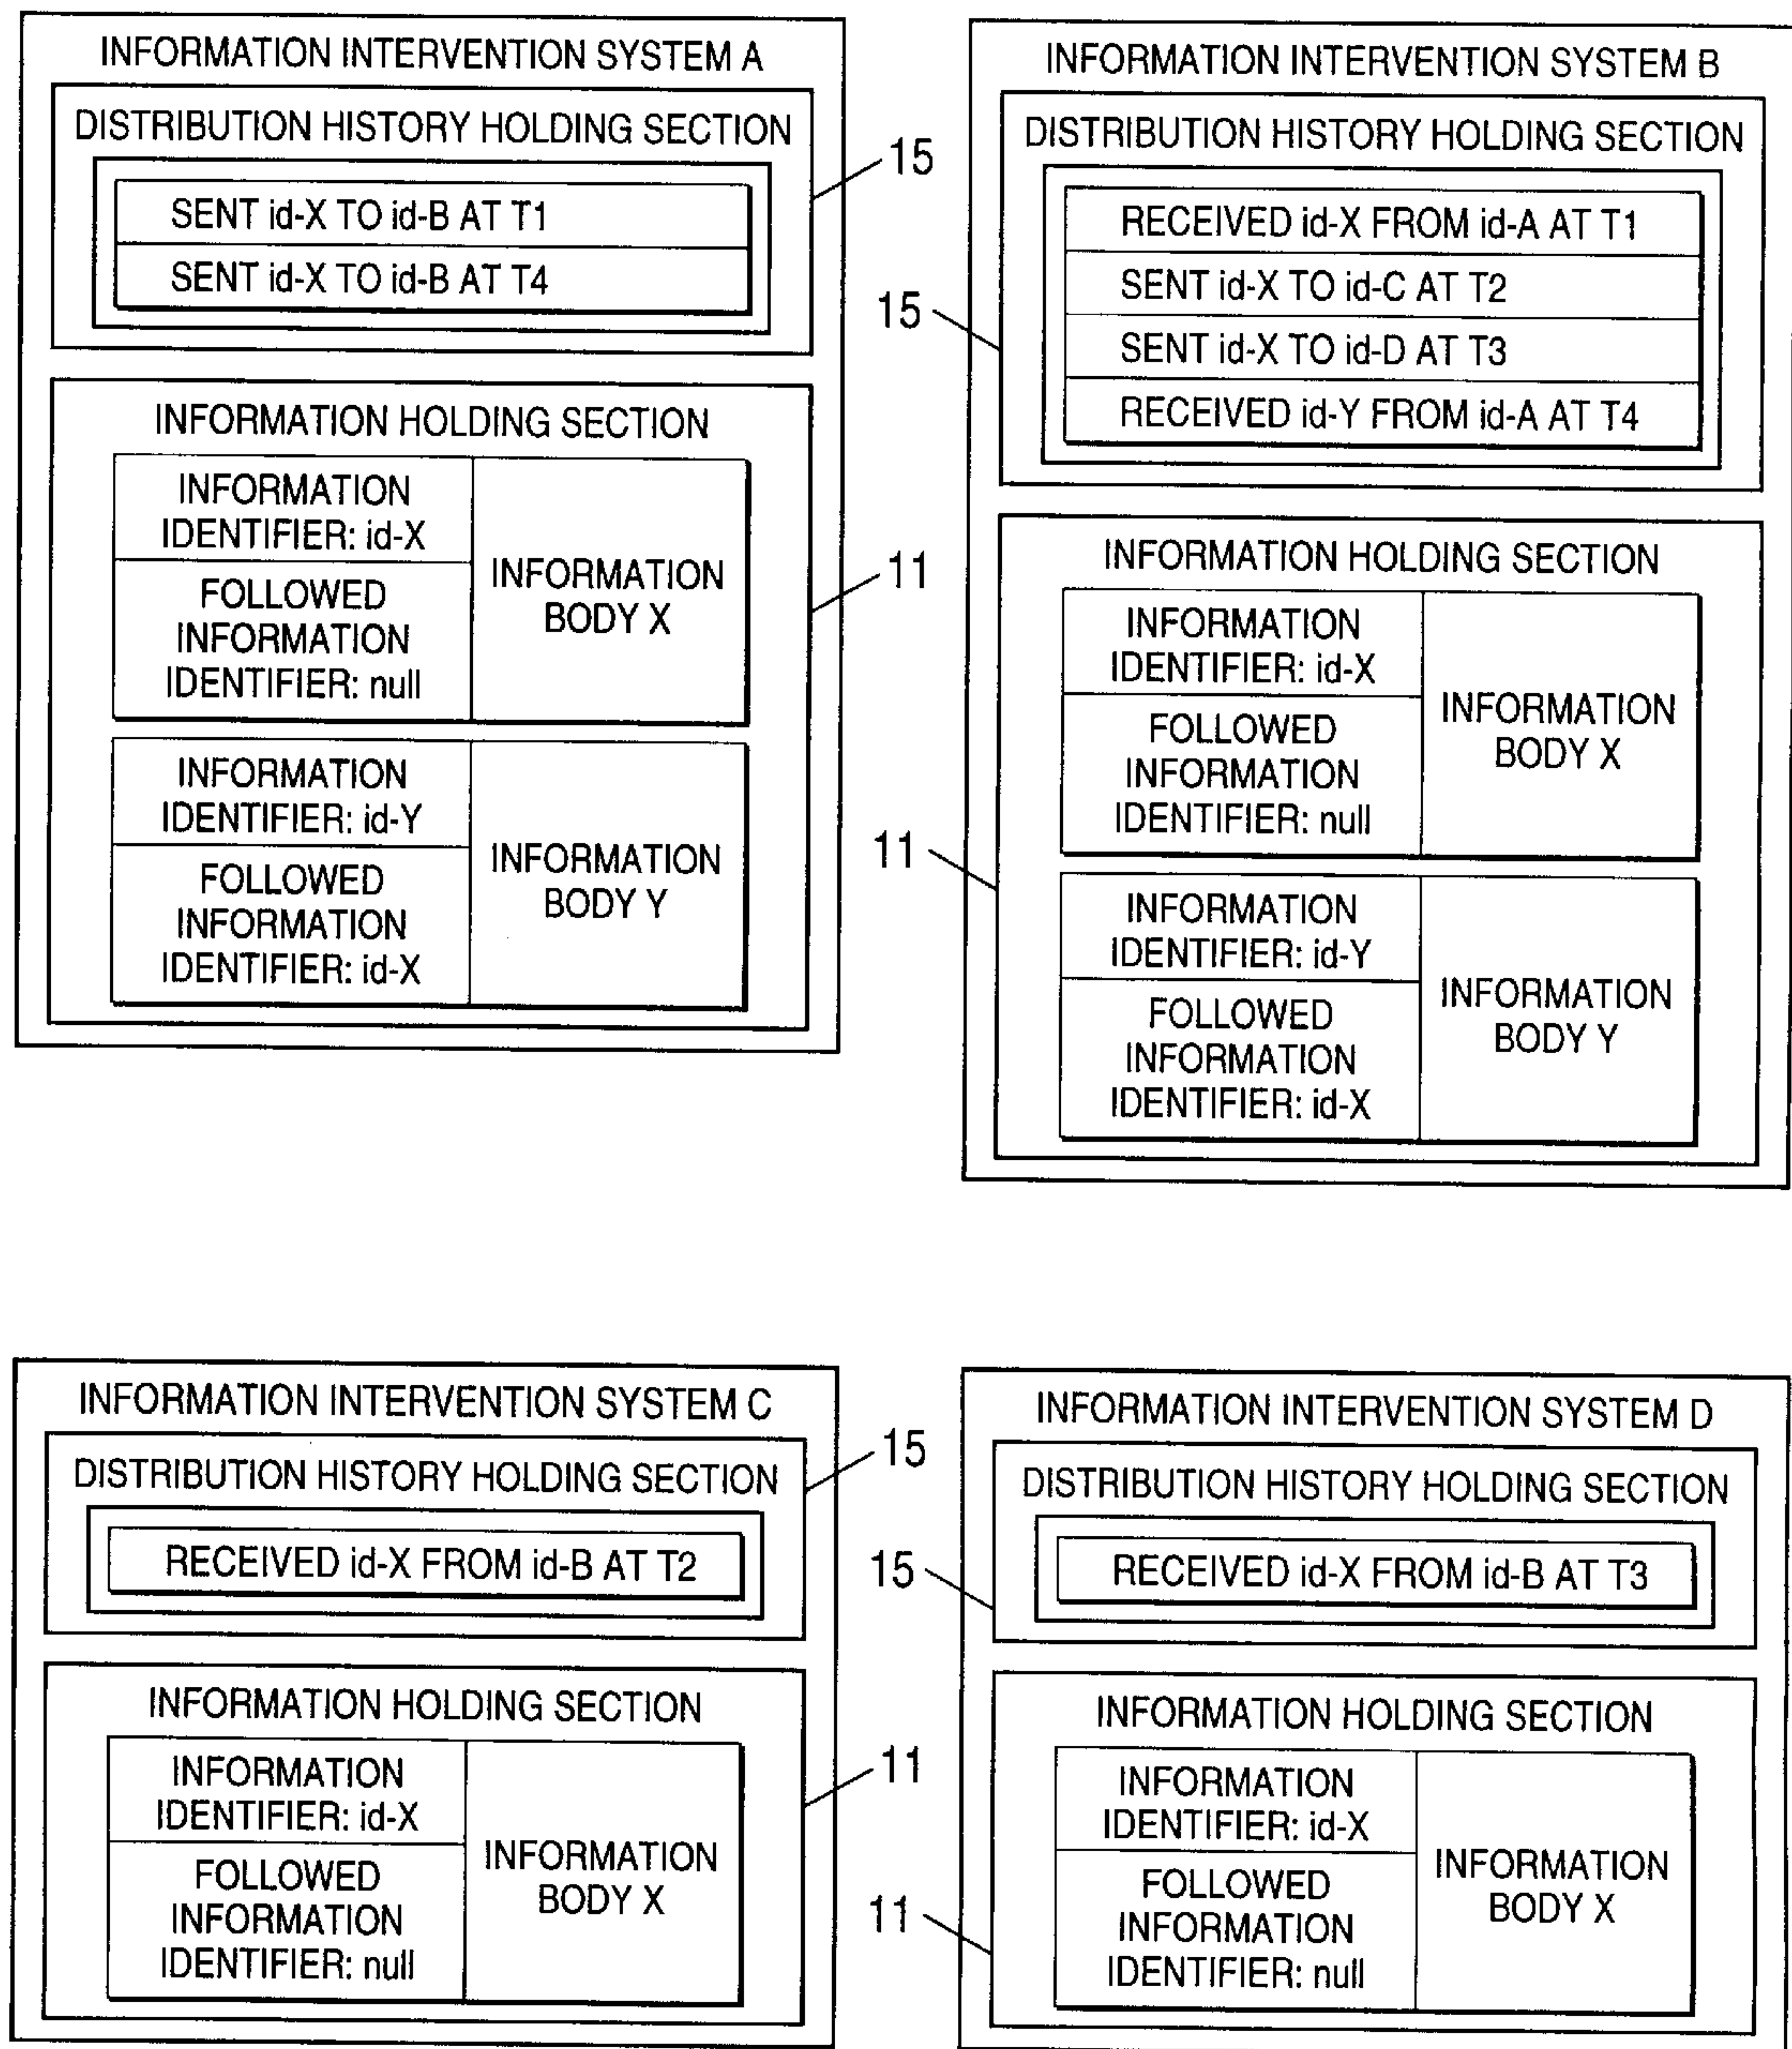 INFORMATION INTERVENTION SYSTEM A
DISTRIBUTION HISTORY HOLDING SECTION
15
SENT id-X TO id-B AT T1
SENT id-X TO id-B AT T4
INFORMATION HOLDING SECTION
11
INFORMATION
IDENTIFIER: id-X
FOLLOWED
INFORMATION
IDENTIFIER: null
INFORMATION
BODY X
INFORMATION
IDENTIFIER: id-Y
FOLLOWED
INFORMATION
IDENTIFIER: id-X
INFORMATION
BODY Y
INFORMATION INTERVENTION SYSTEM B
DISTRIBUTION HISTORY HOLDING SECTION
15
RECEIVED id-X FROM id-A AT T1
SENT id-X TO id-C AT T2
SENT id-X TO id-D AT T3
RECEIVED id-Y FROM id-A AT T4
INFORMATION HOLDING SECTION
11
INFORMATION
IDENTIFIER: id-X
FOLLOWED
INFORMATION
IDENTIFIER: null
INFORMATION
BODY X
INFORMATION
IDENTIFIER: id-Y
FOLLOWED
INFORMATION
IDENTIFIER: id-X
INFORMATION
BODY Y
INFORMATION INTERVENTION SYSTEM C
DISTRIBUTION HISTORY HOLDING SECTION
15
RECEIVED id-X FROM id-B AT T2
INFORMATION HOLDING SECTION
11
INFORMATION
IDENTIFIER: id-X
FOLLOWED
INFORMATION
IDENTIFIER: null
INFORMATION
BODY X
INFORMATION INTERVENTION SYSTEM D
DISTRIBUTION HISTORY HOLDING SECTION
15
RECEIVED id-X FROM id-B AT T3
INFORMATION HOLDING SECTION
11
INFORMATION
IDENTIFIER: id-X
FOLLOWED
INFORMATION
IDENTIFIER: null
INFORMATION
BODY X